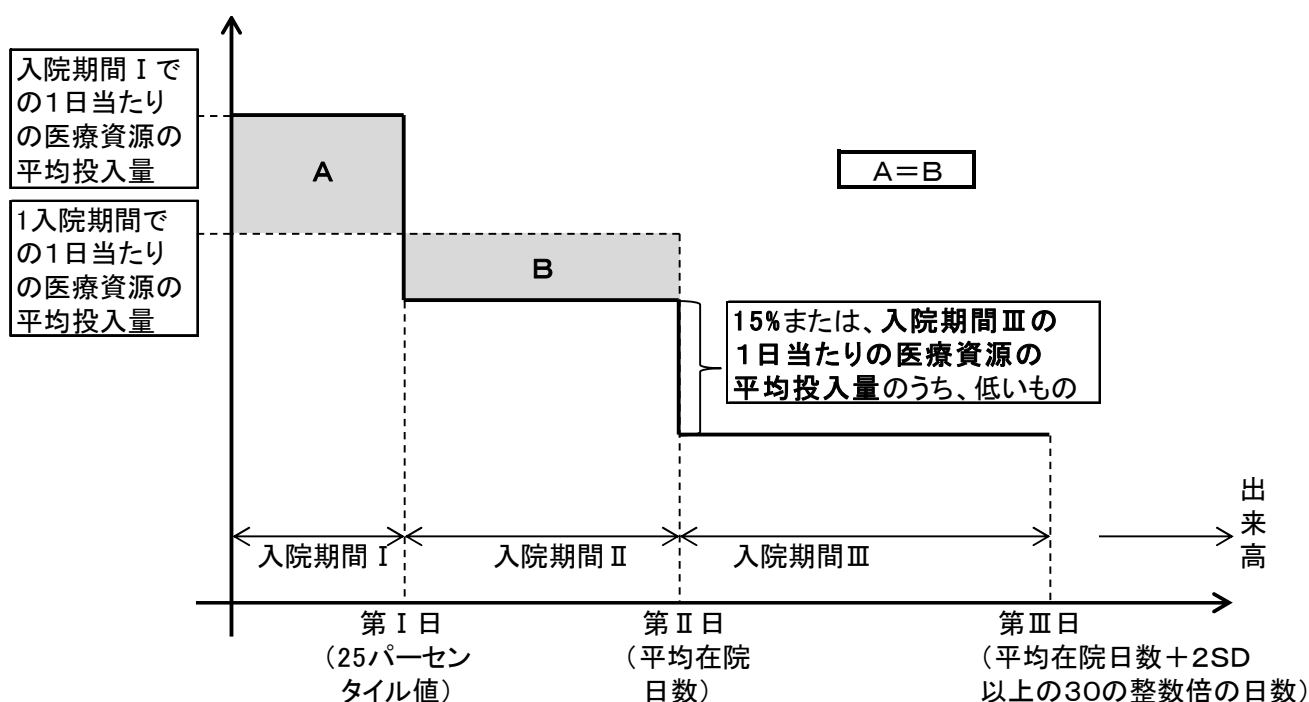 入院期間Ⅰで
の1日当たり
の医療資源の
平均投入量
A
A=B
1入院期間で
の1日当たり
の医療資源の
平均投入量
B
15%または、入院期間Ⅲの
1日当たりの医療資源の
平均投入量のうち、低いもの
入院期間Ⅰ
入院期間Ⅱ
入院期間Ⅲ
出来高
第Ⅰ日
(25パーセン
タイル値)
第Ⅱ日
(平均在院
日数)
第Ⅲ日
(平均在院日数+2SD
以上の30の整数倍の日数)